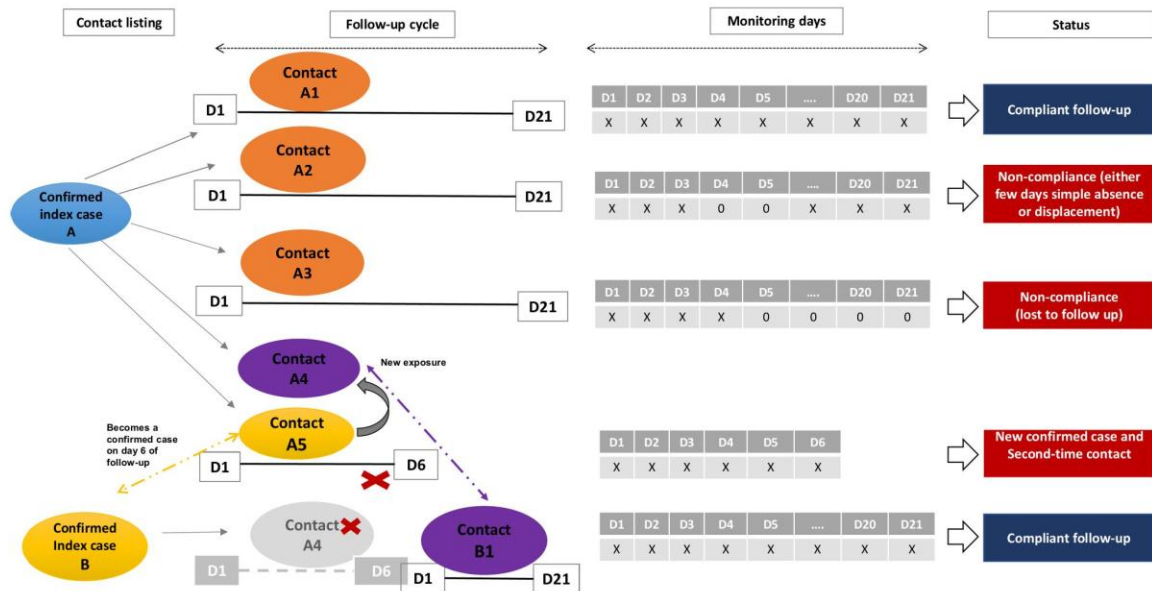 Contact listing
Follow-up cycle
Monitoring days
Status
Contact
A1
D1
D21
D1 D2 D3 D4 D5 .... D20 D21
X X X X X X X X
Compliant follow-up
Contact
A2
D1
D21
D1 D2 D3 D4 D5 .... D20 D21
X X X 0 0 X X X
Non-compliance (either
few days simple absence
or displacement)
Confirmed
index case
A
Contact
A3
D1
D21
D1 D2 D3 D4 D5 .... D20 D21
X X X X 0 0 0 0
Non-compliance
(lost to follow up)
Contact
A4
New exposure
Becomes a
confirmed case
on day 6 of
follow-up
Contact
A5
D1
D6
D1 D2 D3 D4 D5 D6
X X X X X X
New confirmed case and
Second-time contact
Confirmed
Index case
B
Contact
A4
D1
D6
Contact
B1
D1
D21
D1 D2 D3 D4 D5 .... D20 D21
X X X X X X X X
Compliant follow-up